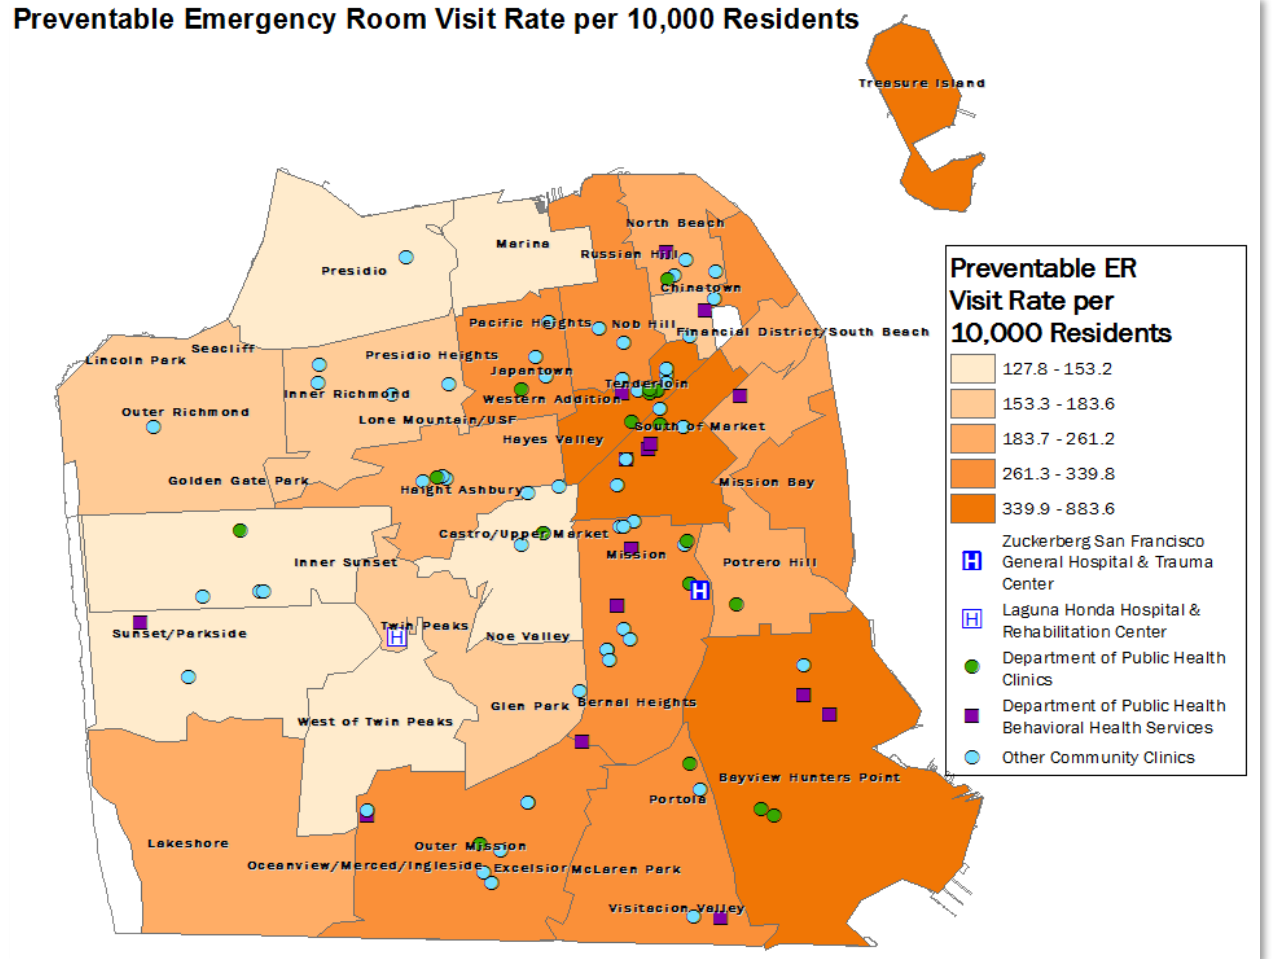 Preventable Emergency Room Visit Rate per 10,000 Residents
Treasure Island
North Beach
Marina
Russian Hill
Presidio
Chinatown
Pacific Heights
Nob Hill
Financial District/South Beach
Seacliff
Lincoln Park
Presidio Heights
Japantown
Tenderloin
Inner Richmond
Western Addition
Outer Richmond
Lone Mountain/USF
South of Market
Hayes Valley
Golden Gate Park
Mission Bay
Haight Ashbury
Castro/Upper Market
Mission
Inner Sunset
Potrero Hill
Twin Peaks
H
H
Sunset/Parkside
Noe Valley
Glen Park
Bernal Heights
West of Twin Peaks
Bayview Hunters Point
Portola
Lakeshore
Outer Mission
Oceanview/Merced/Ingleside
Excelsior
McLaren Park
Visitacion Valley
Preventable ER
Visit Rate per
10,000 Residents
127.8 - 153.2
153.3 - 183.6
183.7 - 261.2
261.3 - 339.8
339.9 - 883.6
H
Zuckerberg San Francisco
General Hospital & Trauma
Center
H
Laguna Honda Hospital &
Rehabilitation Center
Department of Public Health
Clinics
Department of Public Health
Behavioral Health Services
Other Community Clinics